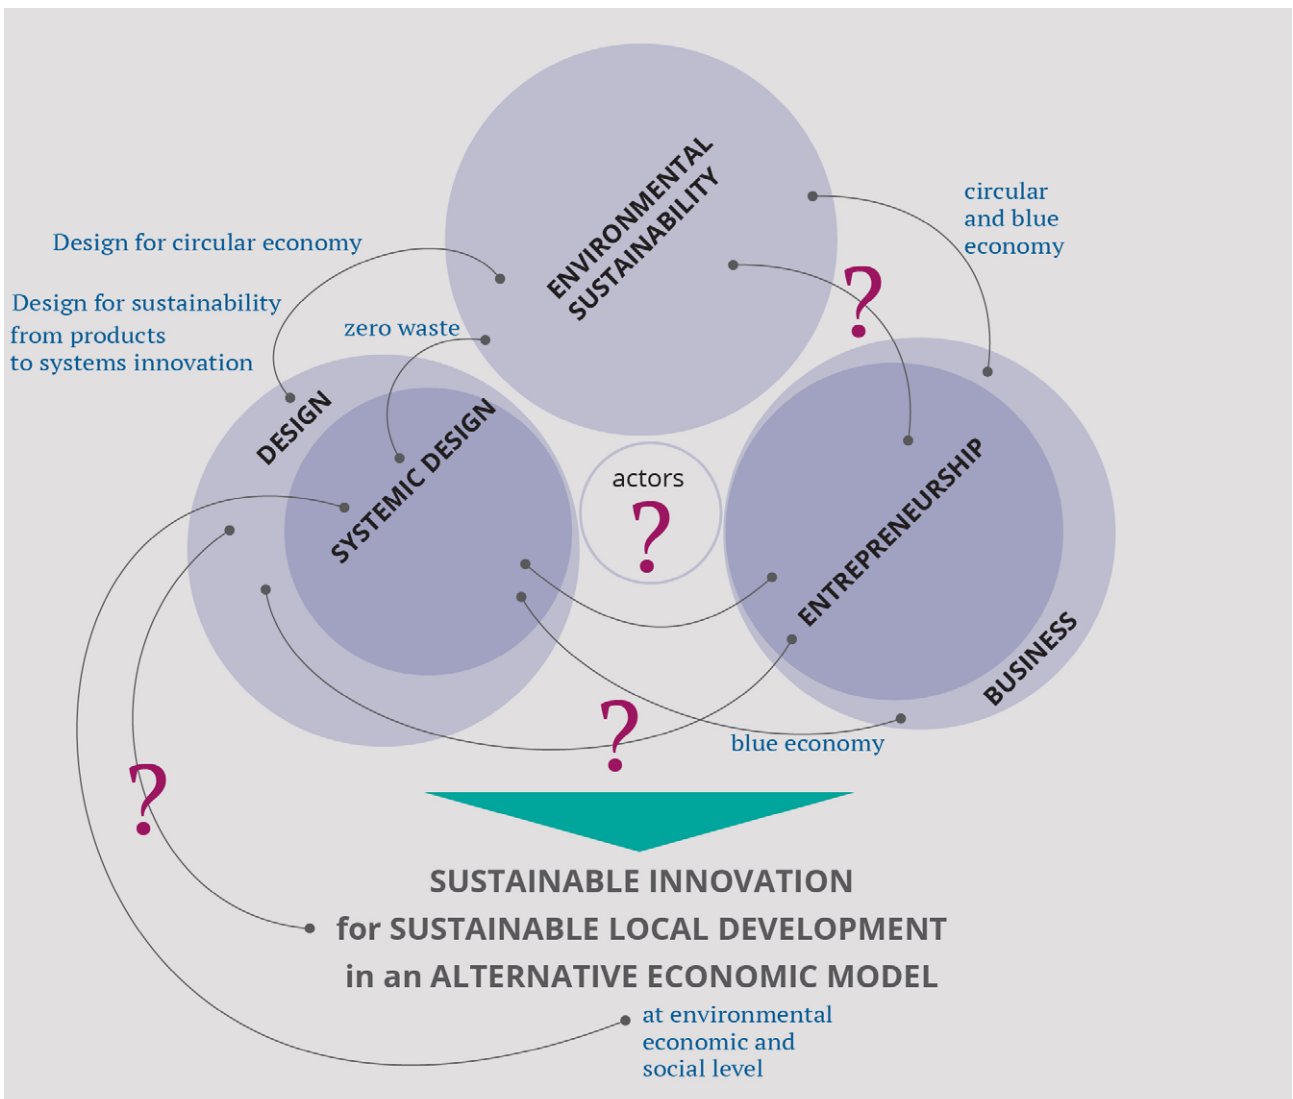 ENVIRONMENTAL
SUSTAINABILITY
circular
and blue
economy
Design for circular economy
Design for sustainability
from products
to systems innovation
zero waste
?
DESIGN
SYSTEMIC DESIGN
actors
?
ENTREPRENEURSHIP
BUSINESS
?
blue economy
?
SUSTAINABLE INNOVATION
for SUSTAINABLE LOCAL DEVELOPMENT
in an ALTERNATIVE ECONOMIC MODEL
at environmental
economic and
social level